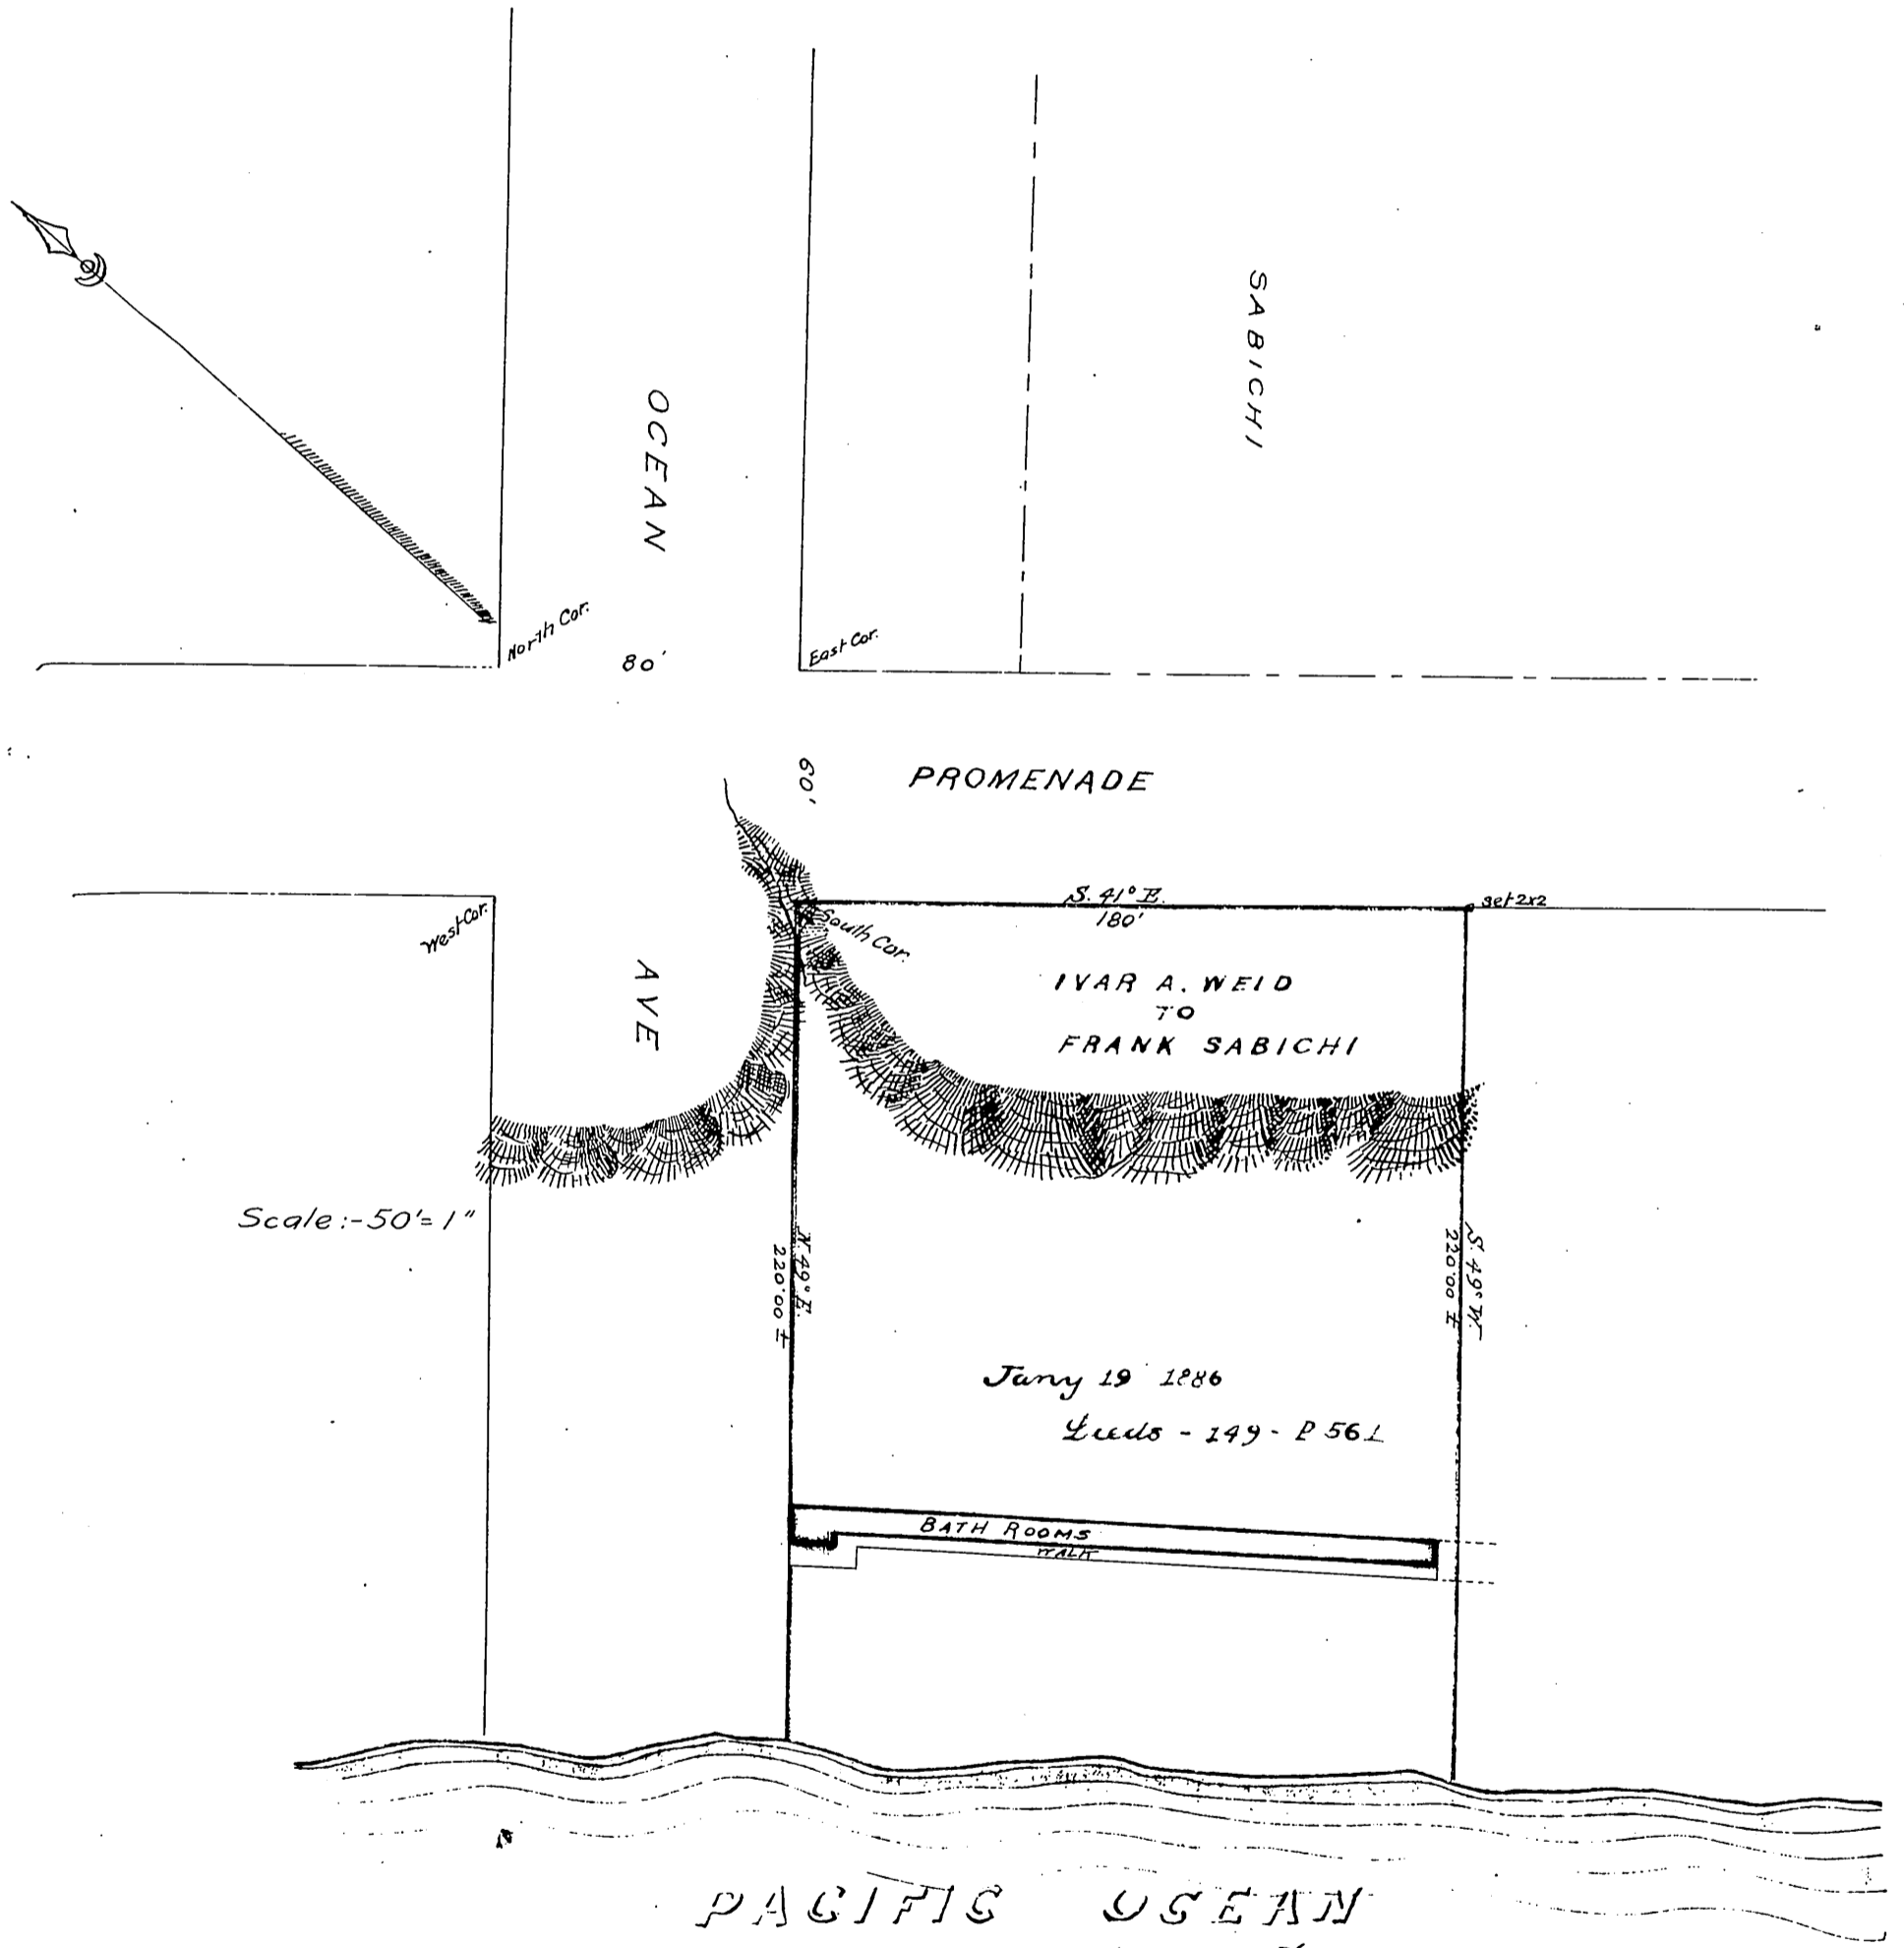 SABICHI
OCEAN
North Cor.
80'
East Cor.
60'
PROMENADE
S. 41° E.
180'
set 2x2
West Cor.
South Cor.
AVE
IVAR A. WEID
TO
FRANK SABICHI
Scale:-50'=1"
N. 49° E.
220'00 ±
S. 49° W.
220'00 ±
Jany 19 1886
Deeds - 149 - P 561
BATH ROOMS
WALK
PACIFIC OCEAN